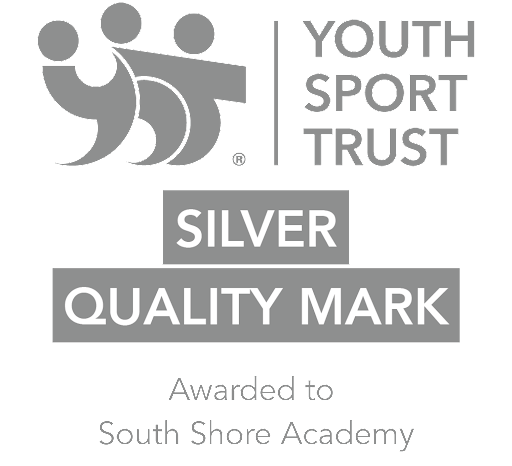 YOUTH
SPORT
TRUST
®
SILVER
QUALITY MARK
Awarded to
South Shore Academy